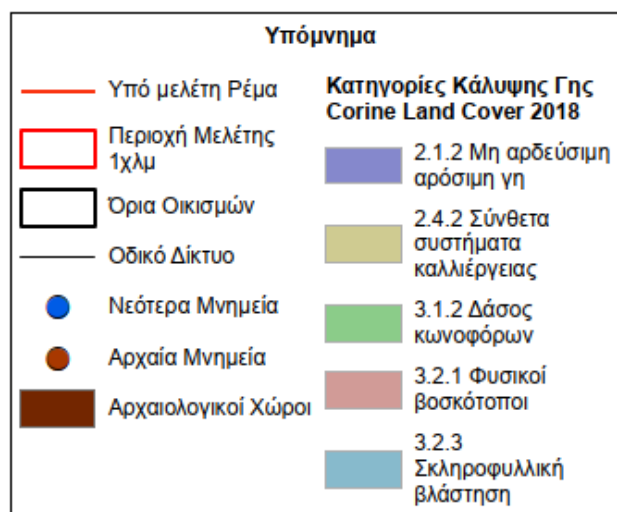 Υπόμνημα
Υπό μελέτη Ρέμα
Περιοχή Μελέτης
1χλμ
Όρια Οικισμών
Οδικό Δίκτυο
Νεότερα Μνημεία
Αρχαία Μνημεία
Αρχαιολογικοί Χώροι
Κατηγορίες Κάλυψης Γης
Corine Land Cover 2018
2.1.2 Μη αρδεύσιμη
αρόσιμη γη
2.4.2 Σύνθετα
συστήματα
καλλιέργειας
3.1.2 Δάσος
κωνοφόρων
3.2.1 Φυσικοί
βοσκότοποι
3.2.3
Σκληροφυλλική
βλάστηση